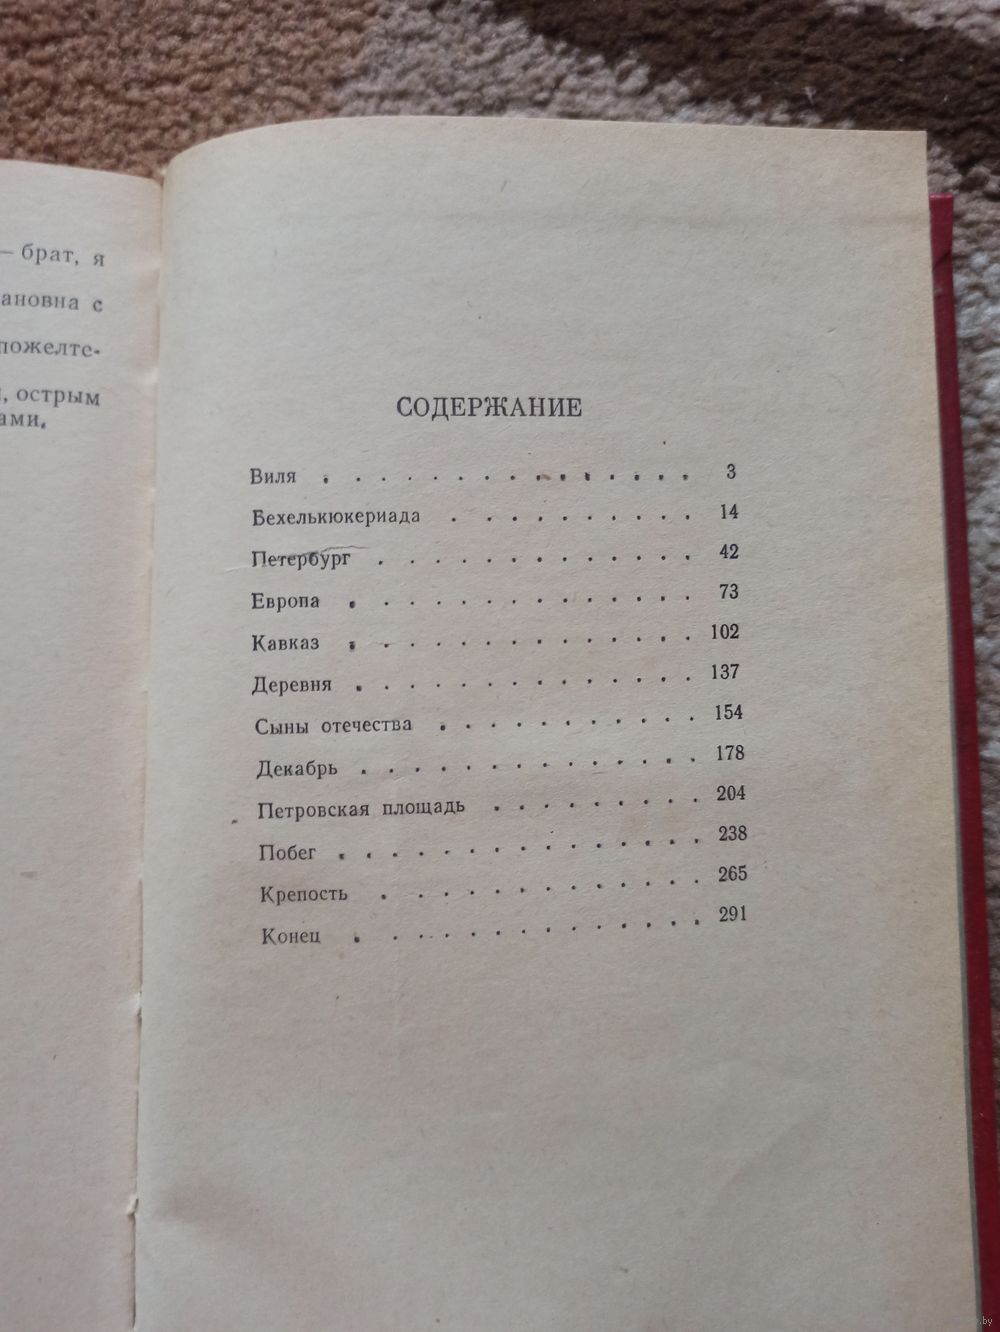 — брат, я
ановна с
пожелте-
, острым
ами.
СОДЕРЖАНИЕ
Виля . . . . . . . . . . . . . . 3
Бехелькюкериада . . . . . . . . . . 14
Петербург . . . . . . . . . . . . . 42
Европа . . . . . . . . . . . . . . 73
Кавказ . . . . . . . . . . . . . . 102
Деревня . . . . . . . . . . . . . . 137
Сыны отечества . . . . . . . . . . . 154
Декабрь . . . . . . . . . . . . . . 178
Петровская площадь . . . . . . . . . 204
Побег . . . . . . . . . . . . . . . 238
Крепость . . . . . . . . . . . . . 265
Конец . . . . . . . . . . . . . . 291